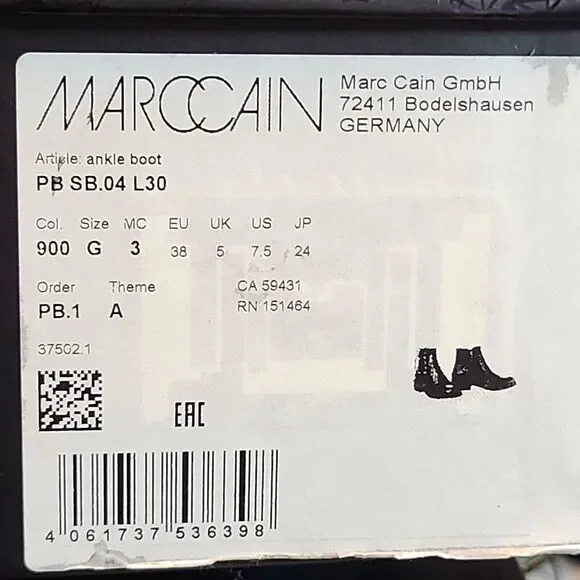 MARCCAIN
Marc Cain GmbH
72411 Bodelshausen
GERMANY
Article: ankle boot
PB SB.04 L30
Col. Size MC EU UK US JP
900 G 3 38 5 7.5 24
Order Theme CA 59431
PB.1 A RN 151464
37502.1
EAC
4 061737 536398